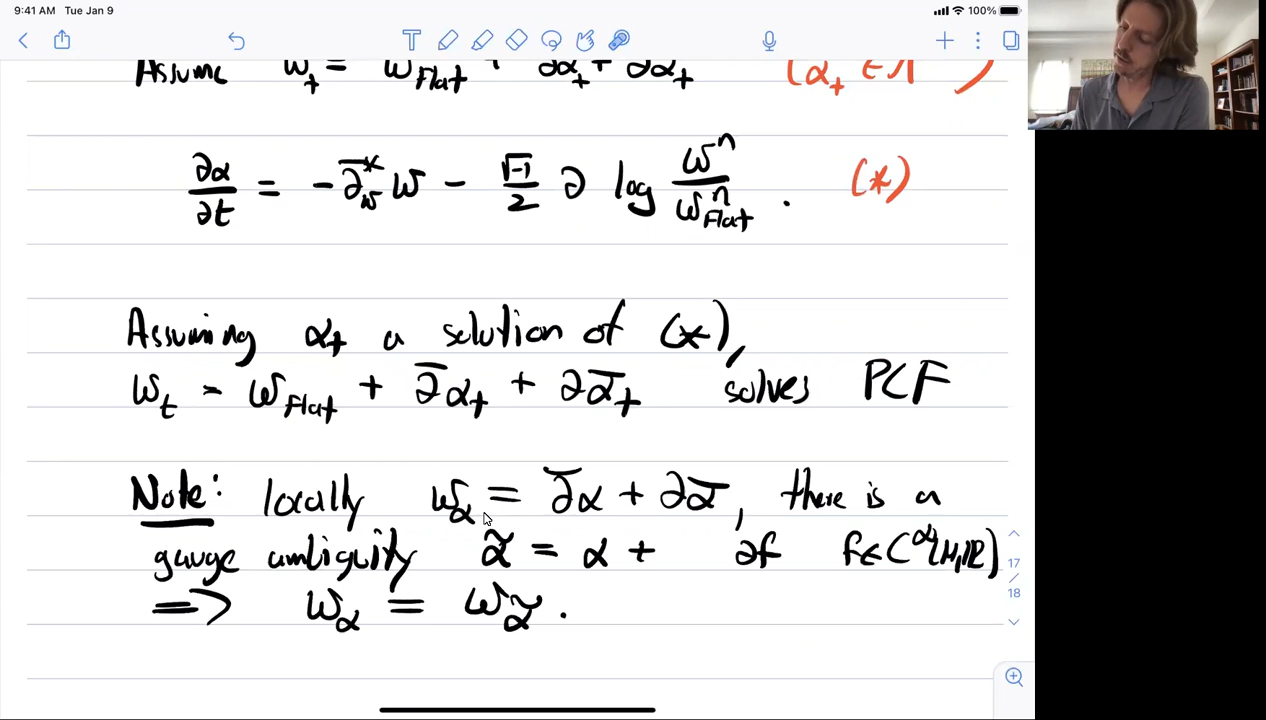 9:41 AM Tue Jan 9
100%
Assume ω_t = ω_Flat + ∂̄α_t + ∂ᾱ_t (α_t ∈ Λ )
∂α/∂t = - ∂̄*_ω ω - √-1/2 ∂ log ω^n/ω^n_Flat . (*)
Assuming α_t a solution of (*),
ω_t = ω_Flat + ∂̄α_t + ∂ᾱ_t solves PCF
Note: locally ω_α = ∂̄α + ∂ᾱ, there is a
gauge ambiguity α̃ = α + ∂f f ∈ C^∞(M,ℝ)
⟹ ω_α = ω_α̃ .
17
/
18